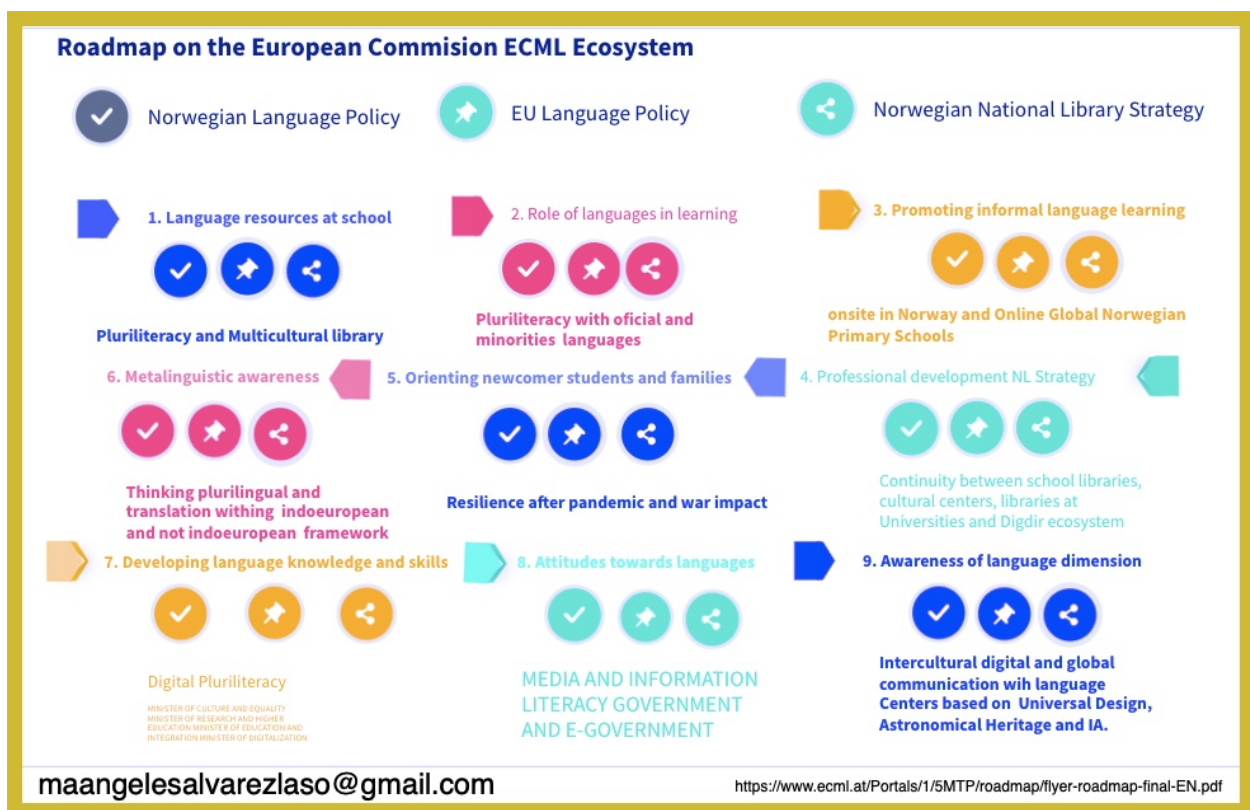 Roadmap on the European Commision ECML Ecosystem
Norwegian Language Policy
EU Language Policy
Norwegian National Library Strategy
1. Language resources at school
Pluriliteracy and Multicultural library
2. Role of languages in learning
Pluriliteracy with oficial and
minorities languages
3. Promoting informal language learning
onsite in Norway and Online Global Norwegian
Primary Schools
4. Professional development NL Strategy
Continuity between school libraries,
cultural centers, libraries at
Universities and Digdir ecosystem
5. Orienting newcomer students and families
Resilience after pandemic and war impact
6. Metalinguistic awareness
Thinking plurilingual and
translation withing indoeuropean
and not indoeuropean framework
7. Developing language knowledge and skills
Digital Pluriliteracy
MINISTER OF CULTURE AND EQUALITY
MINISTER OF RESEARCH AND HIGHER
EDUCATION MINISTER OF EDUCATION AND
INTEGRATION MINISTER OF DIGITALIZATION
8. Attitudes towards languages
MEDIA AND INFORMATION
LITERACY GOVERNMENT
AND E-GOVERNMENT
9. Awareness of language dimension
Intercultural digital and global
communication wih language
Centers based on Universal Design,
Astronomical Heritage and IA.
maangelesalvarezlaso@gmail.com
https://www.ecml.at/Portals/1/5MTP/roadmap/flyer-roadmap-final-EN.pdf